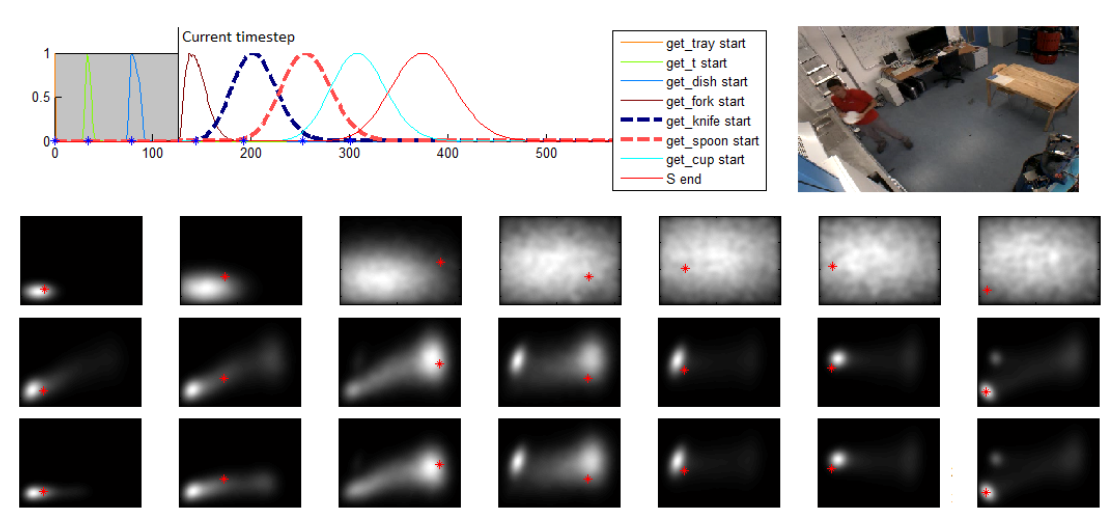 Current timestep
1
0.5
0
0 100 200 300 400 500
get_tray start
get_t start
get_dish start
get_fork start
get_knife start
get_spoon start
get_cup start
S end